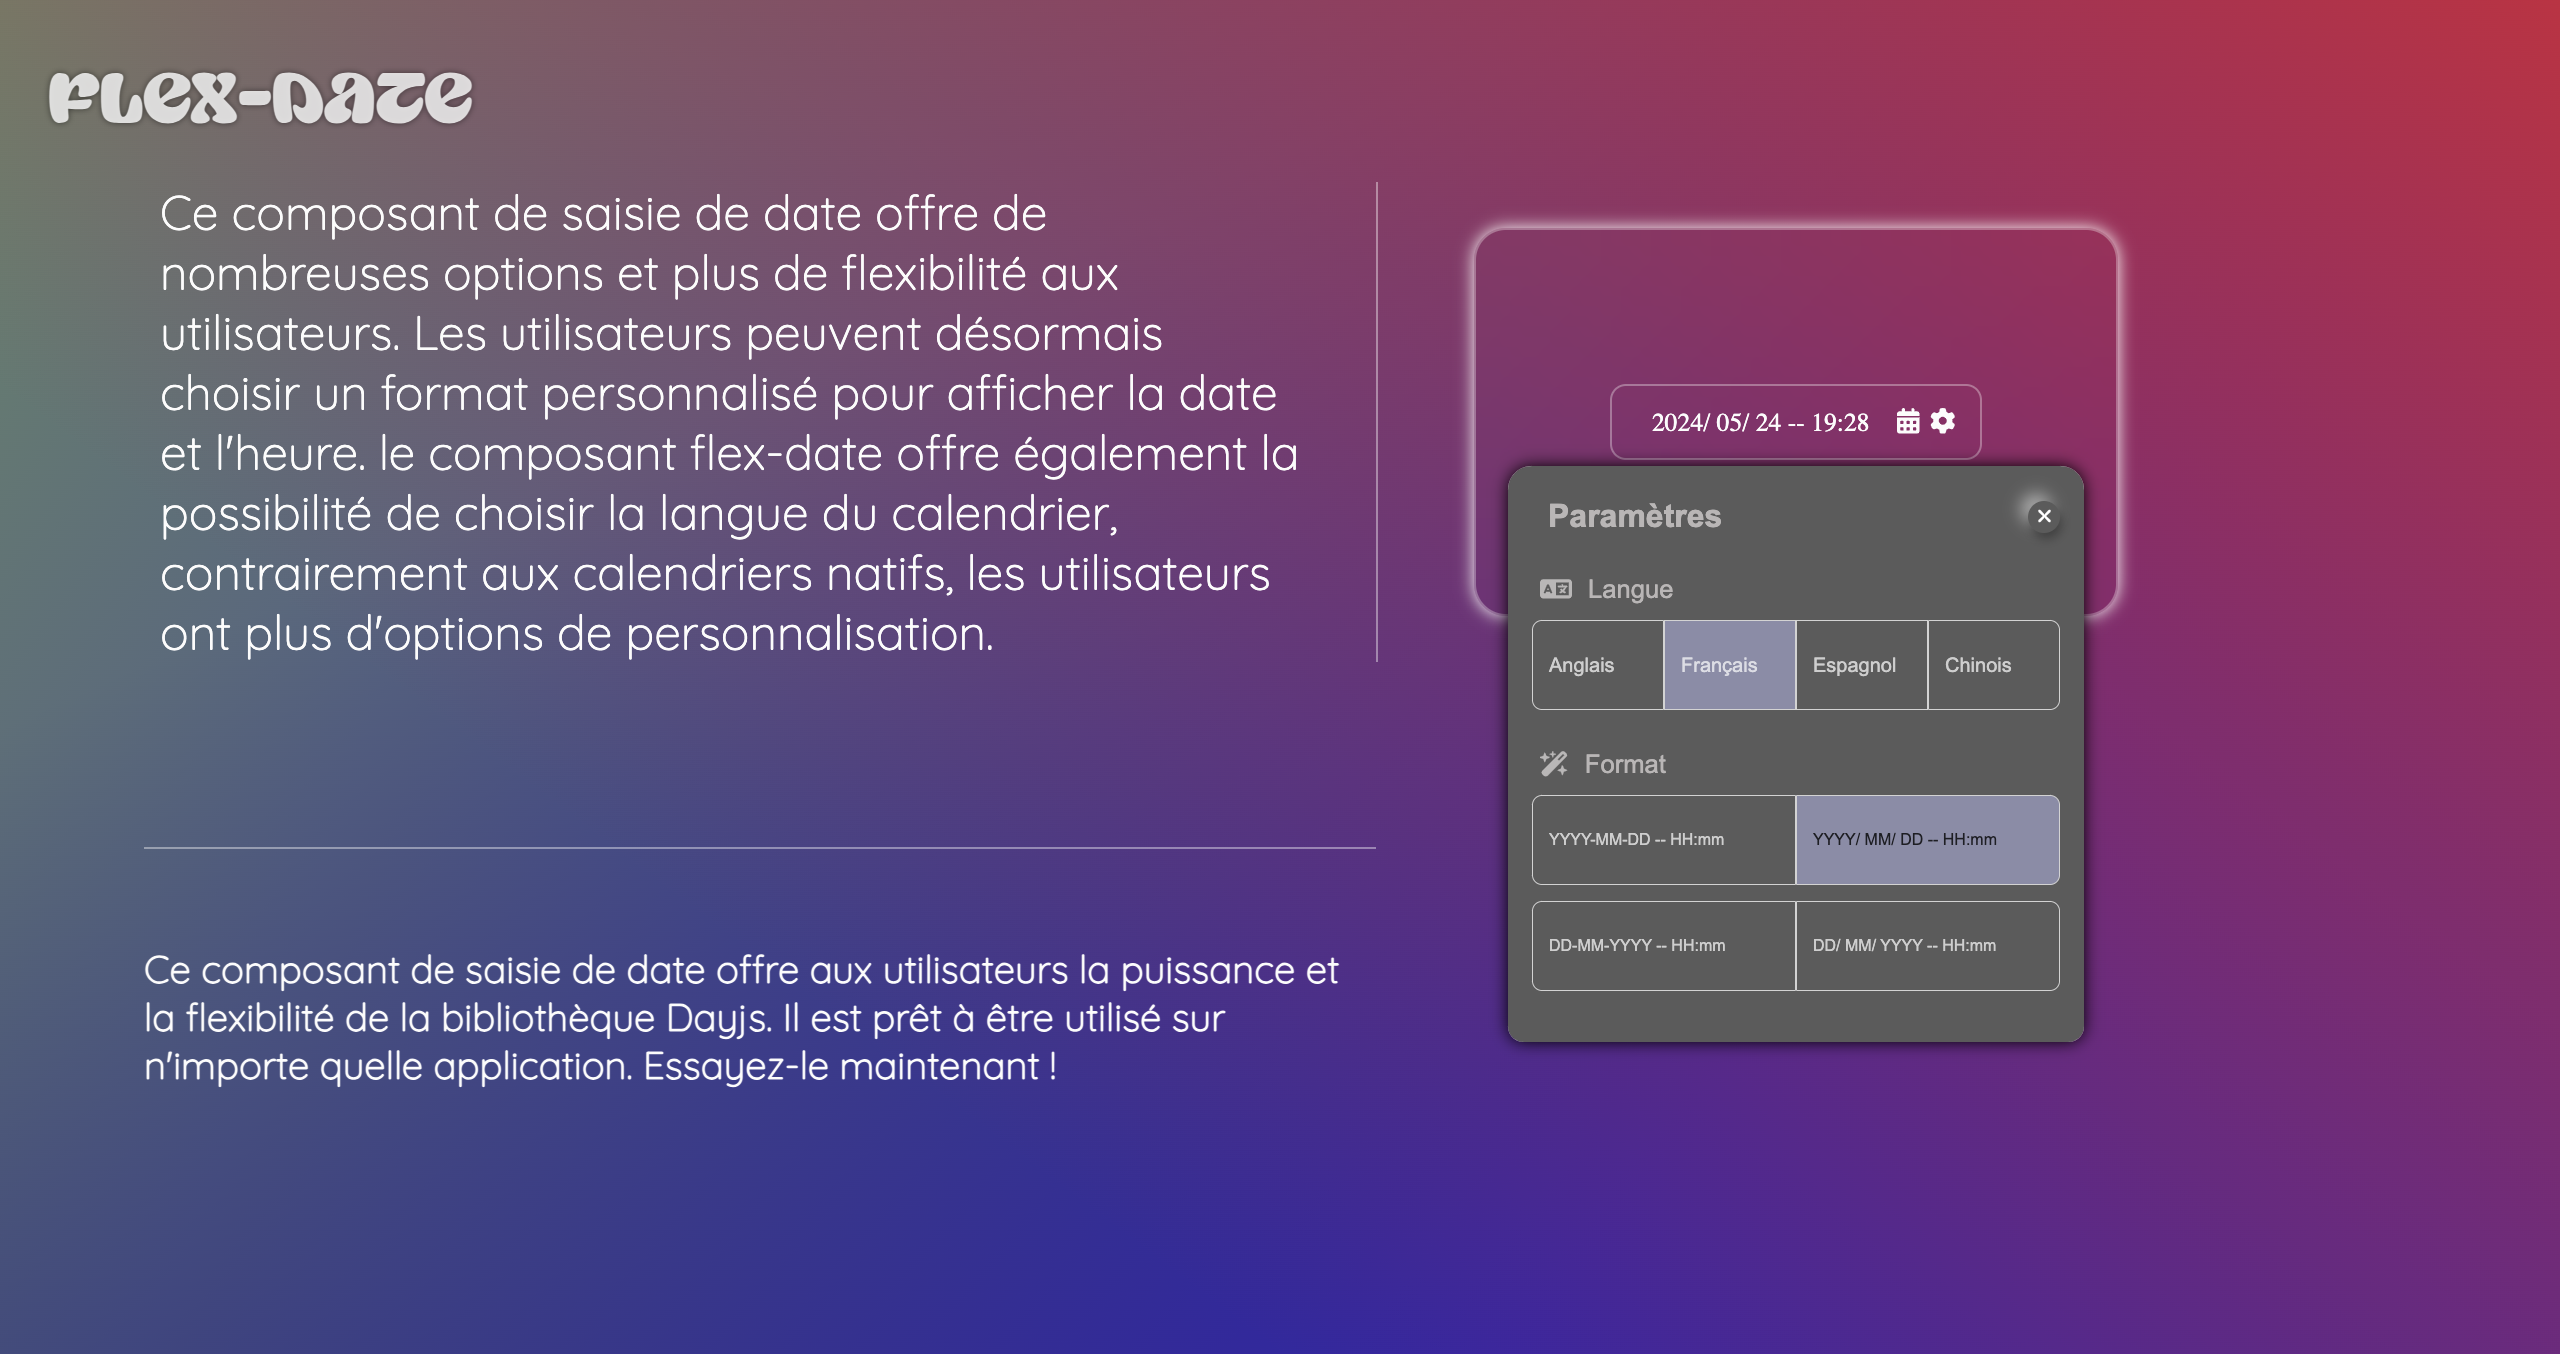 FLEX-DATE
Ce composant de saisie de date offre de
nombreuses options et plus de flexibilité aux
utilisateurs. Les utilisateurs peuvent désormais
choisir un format personnalisé pour afficher la date
et l'heure. le composant flex-date offre également la
possibilité de choisir la langue du calendrier,
contrairement aux calendriers natifs, les utilisateurs
ont plus d'options de personnalisation.
Ce composant de saisie de date offre aux utilisateurs la puissance et
la flexibilité de la bibliothèque Dayjs. Il est prêt à être utilisé sur
n'importe quelle application. Essayez-le maintenant !
2024/ 05/ 24 -- 19:28
Paramètres
Langue
Anglais Français Espagnol Chinois
Format
YYYY-MM-DD -- HH:mm YYYY/ MM/ DD -- HH:mm
DD-MM-YYYY -- HH:mm DD/ MM/ YYYY -- HH:mm